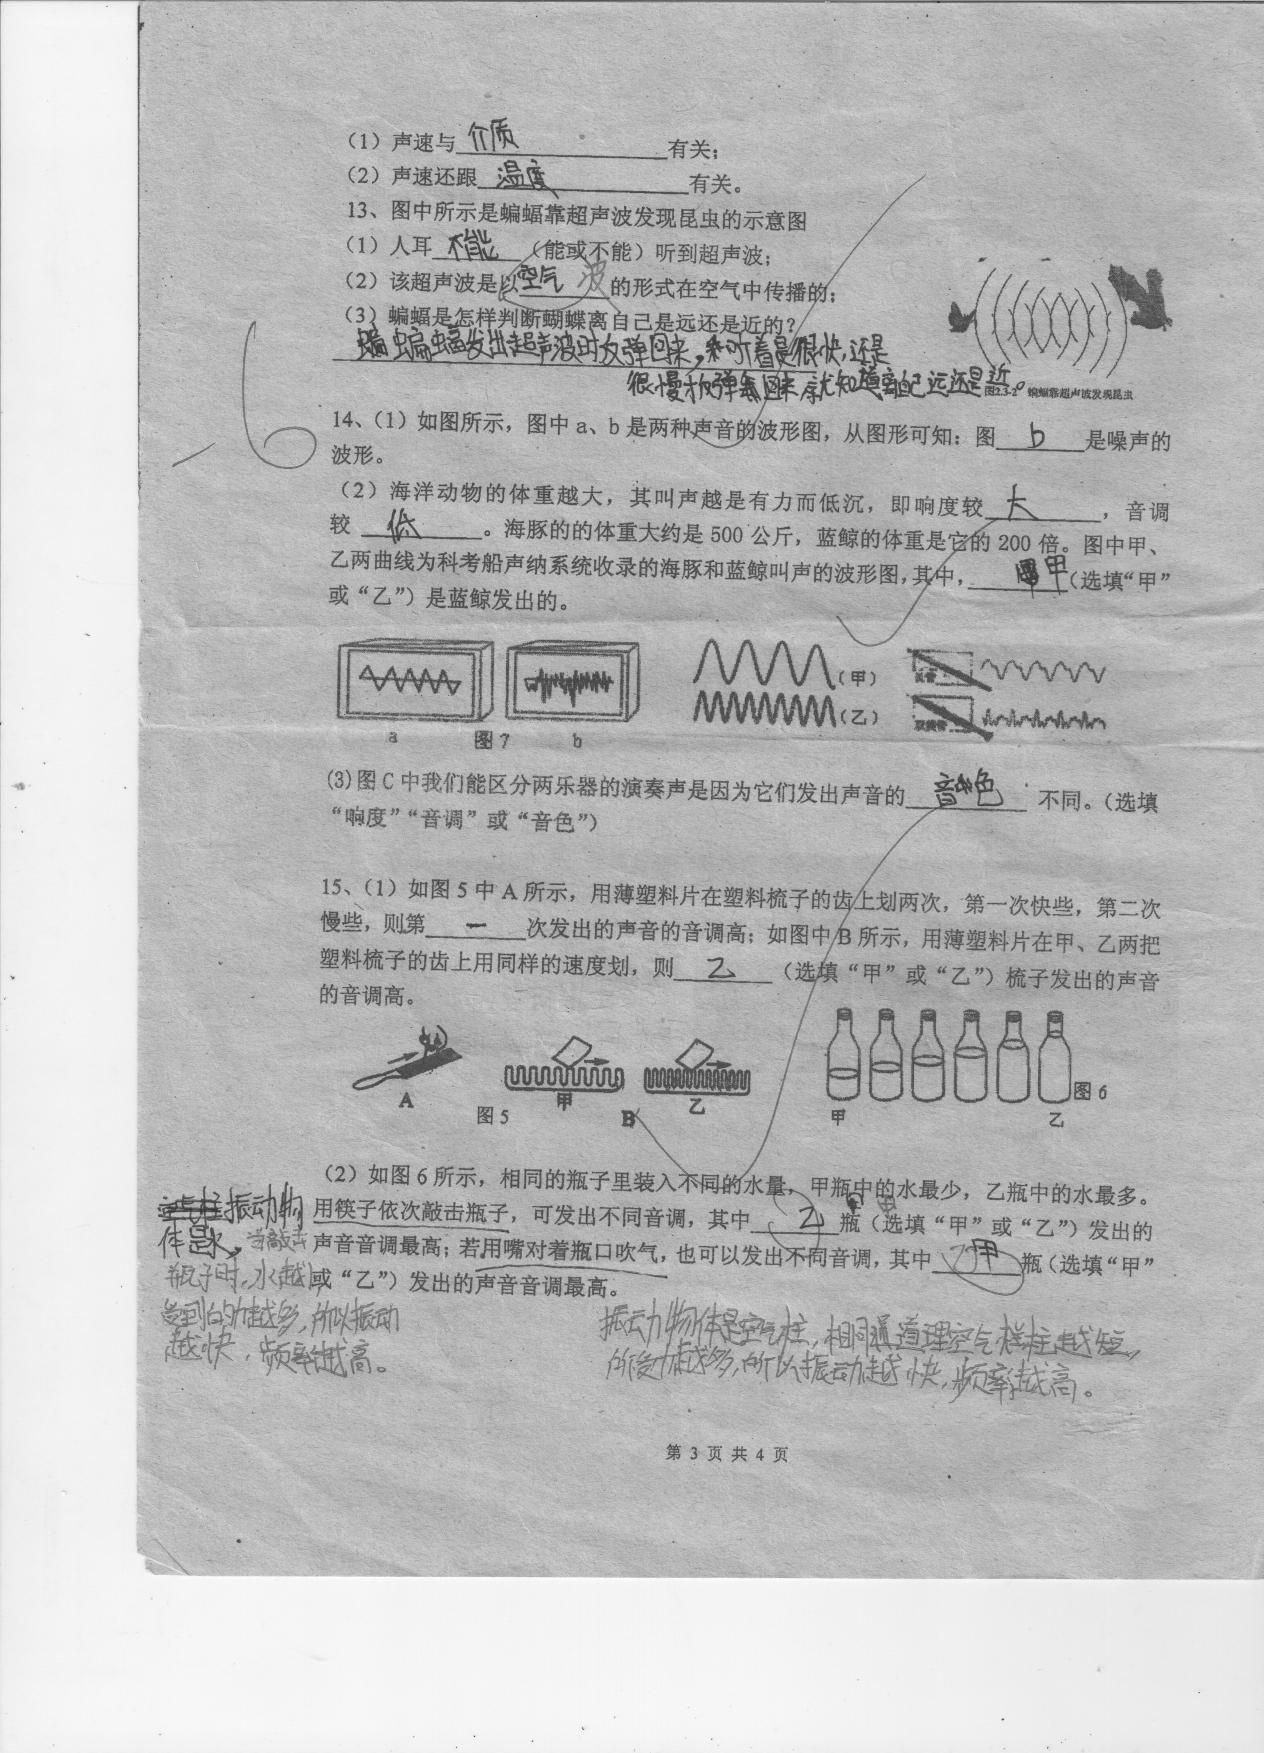 (1)声速与 介质 有关;
(2)声速还跟 温度 有关。
13、图中所示是蝙蝠靠超声波发现昆虫的示意图
(1)人耳 不能 (能或不能)听到超声波;
(2)该超声波是以 空气 波 的形式在空气中传播的;
(3)蝙蝠是怎样判断蝴蝶离自己是远还是近的?
蝙蝠发出超声波时反弹回来,听着是很快,还是
很慢 反弹回来 就知道离自己远还是近。
图2.3-2 蝙蝠靠超声波发现昆虫
-6
14、(1)如图所示,图中a、b是两种声音的波形图,从图形可知:图 b 是噪声的
波形。
(2)海洋动物的体重越大,其叫声越是有力而低沉,即响度较 大 ,音调
较 低 。海豚的的体重大约是500公斤,蓝鲸的体重是它的200倍。图中甲、
乙两曲线为科考船声纳系统收录的海豚和蓝鲸叫声的波形图,其中, 甲 (选填“甲”
或“乙”)是蓝鲸发出的。
(甲)
(乙)
a 图7 b
(3)图C中我们能区分两乐器的演奏声是因为它们发出声音的 音色 不同。(选填
“响度”“音调”或“音色”)
15、(1)如图5中A所示,用薄塑料片在塑料梳子的齿上划两次,第一次快些,第二次
慢些,则第 一 次发出的声音的音调高;如图中B所示,用薄塑料片在甲、乙两把
塑料梳子的齿上用同样的速度划,则 乙 (选填“甲”或“乙”)梳子发出的声音
的音调高。
A 图5 甲 B 乙
甲 乙 图6
(2)如图6所示,相同的瓶子里装入不同的水量,甲瓶中的水最少,乙瓶中的水最多。
用筷子依次敲击瓶子,可发出不同音调,其中 乙 甲 瓶(选填“甲”或“乙”)发出的
声音音调最高;若用嘴对着瓶口吹气,也可以发出不同音调,其中 甲 瓶(选填“甲”
或“乙”)发出的声音音调最高。
振动物
体是水,当敲击
瓶子时,水越
受到的力越多,所以振动
越快,频率越高。
振动物体是空气柱,相同道理空气柱越短,
所受力越多,所以振动越快,频率越高。
第 3 页 共 4 页